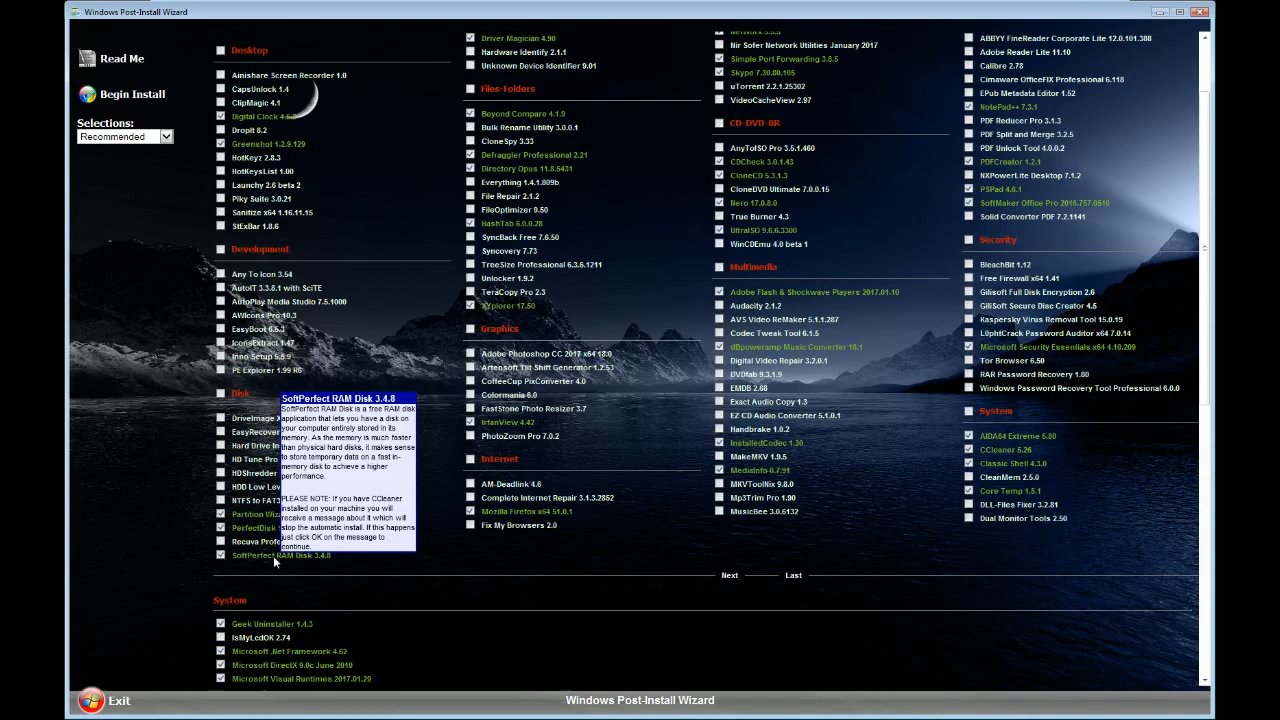 Windows Post-Install Wizard
Read Me
Begin Install
Selections:
Recommended
Desktop
Ainishare Screen Recorder 1.0
CapsUnlock 1.4
ClipMagic 4.1
Digital Clock
DropIt 8.2
Greenshot 1.2.9.129
HotKeyz 2.8.3
HotKeysList 1.00
Launchy 2.6 beta 2
Piky Suite 3.0.21
Sanitize x64 1.16.11.15
StExBar 1.8.6
Development
Any To Icon 3.54
AutoIT 3.3.8.1 with SciTE
AutoPlay Media Studio 7.5.1000
AWicons Pro 10.3
EasyBoot 6.5.3
IconsExtract 1.47
Inno Setup 5.5.9
PE Explorer 1.99 R6
Disk
DriveImage
EasyRecover
Hard Drive In
HD Tune Pro
HDShredder
HDD Low Lev
NTFS to FAT3
Partition Wiz
PerfectDisk
Recuva Profe
SoftPerfect RAM Disk 3.4.8
SoftPerfect RAM Disk 3.4.8
SoftPerfect RAM Disk is a free RAM disk
application that lets you have a disk on
your computer entirely stored in its
memory. As the memory is much faster
than physical hard disks, it makes sense
to store temporary data on a fast in-
memory disk to achieve a higher
performance.
PLEASE NOTE: If you have CCleaner
installed on your machine you will
receive a message about it which will
stop the automatic install. If this happens
just click OK on the message to
continue.
Driver Magician 4.90
Hardware Identify 2.1.1
Unknown Device Identifier 9.01
Files-Folders
Beyond Compare 4.1.9
Bulk Rename Utility 3.0.0.1
CloneSpy 3.33
Defraggler Professional 2.21
Directory Opus 11.8.5431
Everything 1.4.1.809b
File Repair 2.1.2
FileOptimizer 9.50
HashTab 6.0.0.28
SyncBack Free 7.6.50
Syncovery 7.73
TreeSize Professional 6.3.6.1211
Unlocker 1.9.2
TeraCopy Pro 2.3
XYplorer 17.50
Graphics
Adobe Photoshop CC 2017 x64 18.0
Artensoft Tilt Shift Generator 1.2.53
CoffeeCup PixConverter 4.0
Colormania 6.0
FastStone Photo Resizer 3.7
IrfanView 4.42
PhotoZoom Pro 7.0.2
Internet
AM-Deadlink 4.6
Complete Internet Repair 3.1.3.2852
Mozilla Firefox x64 51.0.1
Fix My Browsers 2.0
NetWorx 5.5.5
Nir Sofer Network Utilities January 2017
Simple Port Forwarding 3.8.5
Skype 7.30.80.105
uTorrent 2.2.1.25302
VideoCacheView 2.97
CD-DVD-BR
AnyToISO Pro 3.5.1.460
CDCheck 3.0.1.43
CloneCD 5.3.1.3
CloneDVD Ultimate 7.0.0.15
Nero 17.0.8.0
True Burner 4.3
UltraISO 9.6.6.3300
WinCDEmu 4.0 beta 1
Multimedia
Adobe Flash & Shockwave Players 2017.01.10
Audacity 2.1.2
AVS Video ReMaker 5.1.1.287
Codec Tweak Tool 6.1.5
dBpoweramp Music Converter 16.1
Digital Video Repair 3.2.0.1
DVDfab 9.3.1.9
EMDB 2.68
Exact Audio Copy 1.3
EZ CD Audio Converter 5.1.0.1
Handbrake 1.0.2
InstalledCodec 1.30
MakeMKV 1.9.5
MediaInfo 0.7.91
MKVToolNix 9.8.0
Mp3Trim Pro 1.90
MusicBee 3.0.6132
ABBYY FineReader Corporate Lite 12.0.101.388
Adobe Reader Lite 11.10
Calibre 2.78
Cimaware OfficeFIX Professional 6.118
EPub Metadata Editor 1.52
NotePad++ 7.3.1
PDF Reducer Pro 3.1.3
PDF Split and Merge 3.2.5
PDF Unlock Tool 4.0.0.2
NXPowerLite Desktop 7.1.2
PDFCreator 1.2.1
PSPad 4.6.1
SoftMaker Office Pro 2016.757.0510
Solid Converter PDF 7.2.1141
Security
BleachBit 1.12
Free Firewall x64 1.41
Gilisoft Full Disk Encryption 2.6
GiliSoft Secure Disc Creator 4.5
Kaspersky Virus Removal Tool 15.0.19
L0phtCrack Password Auditor x64 7.0.14
Microsoft Security Essentials x64 4.10.209
Tor Browser 6.50
RAR Password Recovery 1.80
Windows Password Recovery Tool Professional 6.0.0
System
AIDA64 Extreme 5.80
CCleaner 5.26
Classic Shell 4.3.0
CleanMem 2.5.0
Core Temp 1.5.1
DLL-Files Fixer 3.2.81
Dual Monitor Tools 2.50
Next
Last
System
Geek Uninstaller 1.4.3
IsMyLcdOK 2.74
Microsoft .Net Framework 4.62
Microsoft DirectX 9.0c June 2010
Microsoft Visual Runtimes 2017.01.29
Exit
Windows Post-Install Wizard